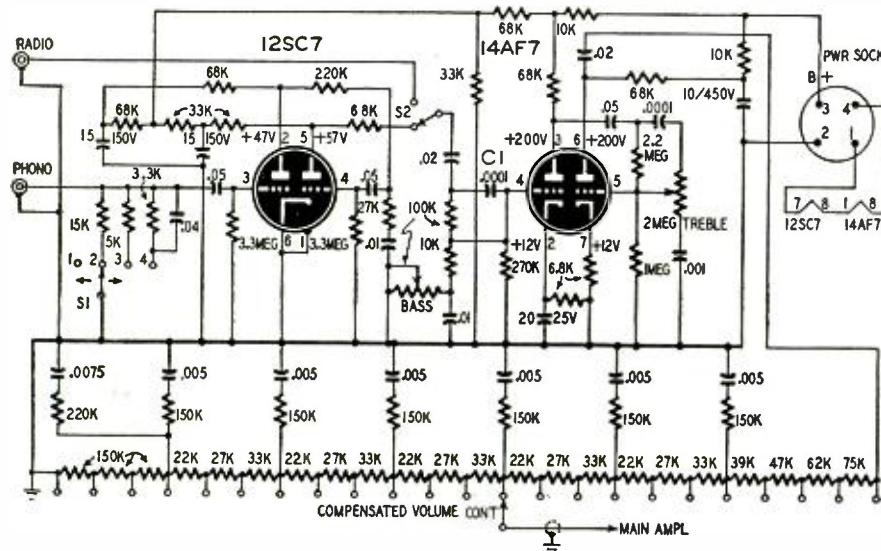 68K 10K
RADIO 12SC7 14AF7
.02 10K PWR SOCK
68K 220K 33K 68K B+
68K 10/450V
68K 33K 68K S2 .05 .0001 3 4
150V 15 150V +47V 2 5 +57V +200V 3 6 +200V 2.2 MEG 2 1
15 .02 C1
PHONO 3.3K .05 3 4 .05 .0001 4 5
15K 5K .04 27K 100K 2MEG TREBLE 7 8 1 8
12SC7 14AF7
3.3MEG 6 1 3.3MEG .01 10K +12V 2 7 +12V
1 2 3 4 270K 6.8K 1MEG .001
S1 BASS .01 20 25V
.0075 .005 .005 .005 .005 .005 .005
220K 150K 150K 150K 150K 150K 150K
150K 22K 27K 33K 22K 27K 33K 22K 27K 33K 22K 27K 33K 22K 27K 33K 39K 47K 62K 75K
COMPENSATED VOLUME CONT
MAIN AMPL